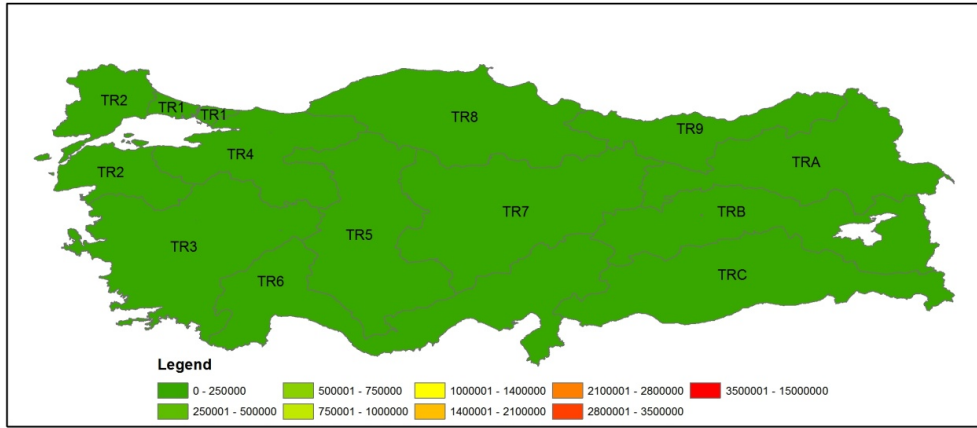 TR2
TR1
TR1
TR8
TR9
TR4
TRA
TR2
TR7
TRB
TR3
TR5
TR6
TRC
Legend
0 - 250000
500001 - 750000
1000001 - 1400000
2100001 - 2800000
3500001 - 15000000
250001 - 500000
750001 - 1000000
1400001 - 2100000
2800001 - 3500000